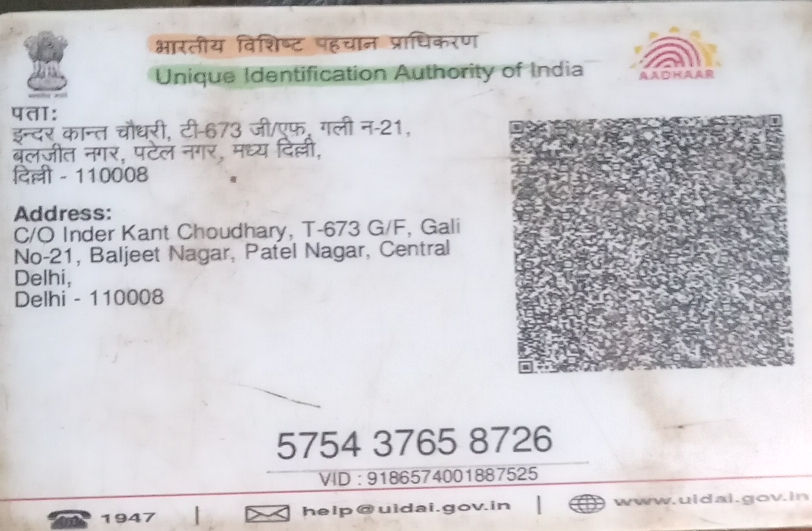 भारतीय विशिष्ट पहचान प्राधिकरण
Unique Identification Authority of India
AADHAAR
पता:
इन्दर कान्त चौधरी, टी-673 जी/एफ, गली न-21,
बलजीत नगर, पटेल नगर, मध्य दिल्ली,
दिल्ली - 110008
Address:
C/O Inder Kant Choudhary, T-673 G/F, Gali
No-21, Baljeet Nagar, Patel Nagar, Central
Delhi,
Delhi - 110008
5754 3765 8726
VID : 9186574001887525
1947 | help@uidai.gov.in | www.uidai.gov.in